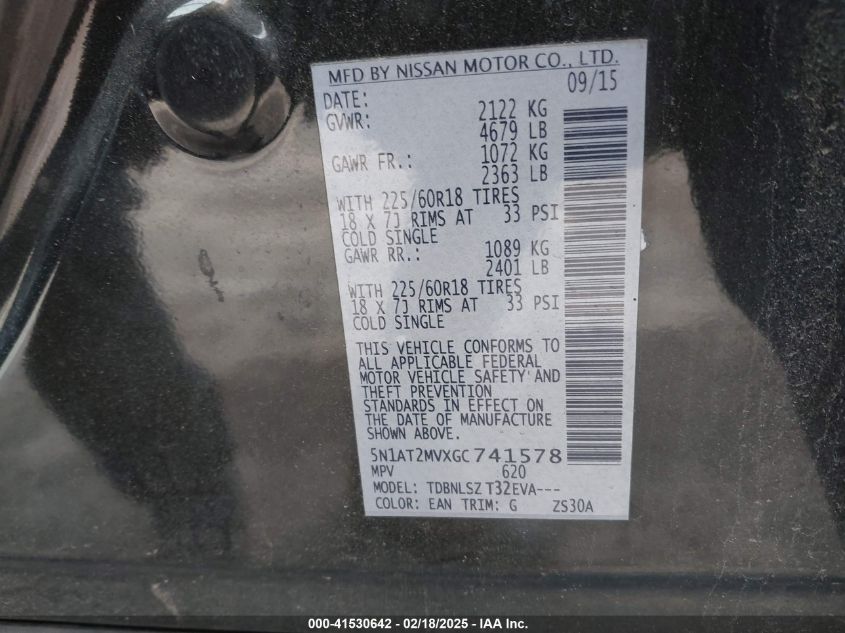 MFD BY NISSAN MOTOR CO., LTD.
DATE: 09/15
GVWR: 2122 KG
4679 LB
GAWR FR.: 1072 KG
2363 LB
WITH 225/60R18 TIRES
18 X 7J RIMS AT 33 PSI
COLD SINGLE
GAWR RR.: 1089 KG
2401 LB
WITH 225/60R18 TIRES
18 X 7J RIMS AT 33 PSI
COLD SINGLE
THIS VEHICLE CONFORMS TO
ALL APPLICABLE FEDERAL
MOTOR VEHICLE SAFETY AND
THEFT PREVENTION
STANDARDS IN EFFECT ON
THE DATE OF MANUFACTURE
SHOWN ABOVE.
5N1AT2MVXGC741578
MPV 620
MODEL: TDBNLSZ T32EVA---
COLOR: EAN TRIM: G ZS30A
000-41530642 - 02/18/2025 - IAA Inc.